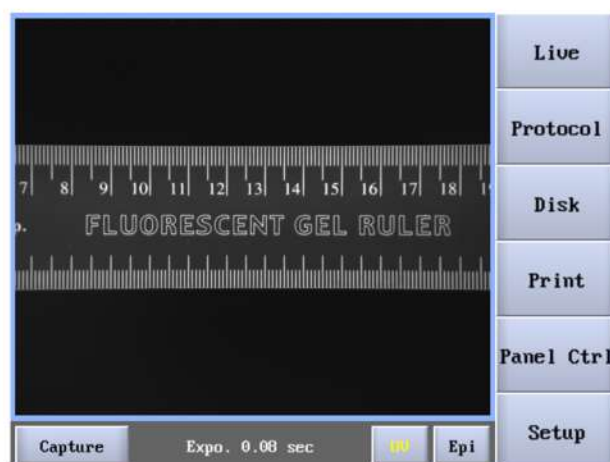 Live
Protocol
Disk
Print
Panel Ctrl
Setup
7 8 9 10 11 12 13 14 15 16 17 18 19
p. FLUORESCENT GEL RULER
Capture Expo. 0.08 sec UV Epi